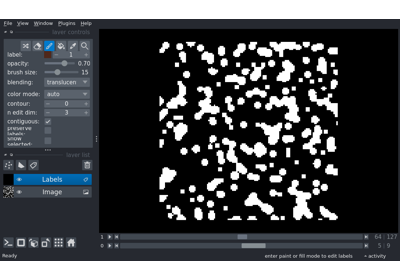 File View Window Plugins Help
layer controls
label: 1
opacity: 0.70
brush size: 15
blending: translucen
color mode: auto
contour: 0
n edit dim: 3
contiguous:
preserve
labels:
show
selected:
layer list
Labels
Image
1 64 127
0 5 9
Ready enter paint or fill mode to edit labels activity